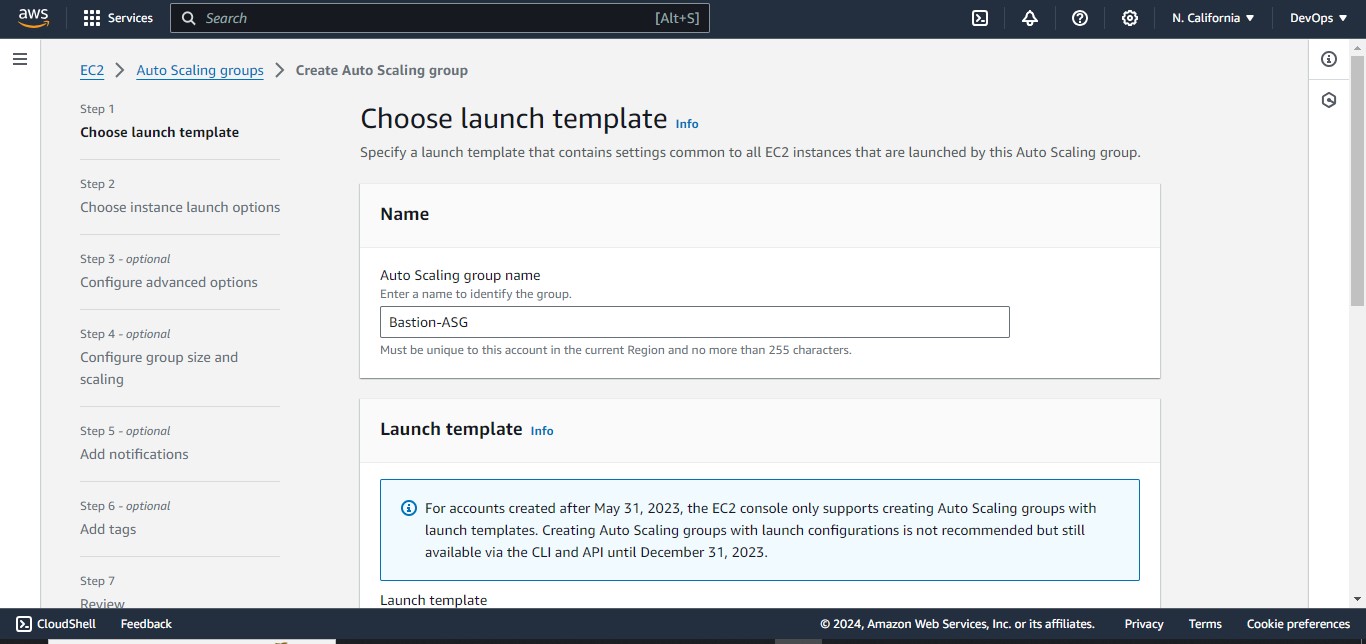 aws
Services
Search
[Alt+S]
N. California
DevOps
EC2
Auto Scaling groups
Create Auto Scaling group
Step 1
Choose launch template
Step 2
Choose instance launch options
Step 3 - optional
Configure advanced options
Step 4 - optional
Configure group size and
scaling
Step 5 - optional
Add notifications
Step 6 - optional
Add tags
Step 7
Review
Choose launch template Info
Specify a launch template that contains settings common to all EC2 instances that are launched by this Auto Scaling group.
Name
Auto Scaling group name
Enter a name to identify the group.
Bastion-ASG
Must be unique to this account in the current Region and no more than 255 characters.
Launch template Info
For accounts created after May 31, 2023, the EC2 console only supports creating Auto Scaling groups with
launch templates. Creating Auto Scaling groups with launch configurations is not recommended but still
available via the CLI and API until December 31, 2023.
Launch template
CloudShell
Feedback
© 2024, Amazon Web Services, Inc. or its affiliates.
Privacy
Terms
Cookie preferences